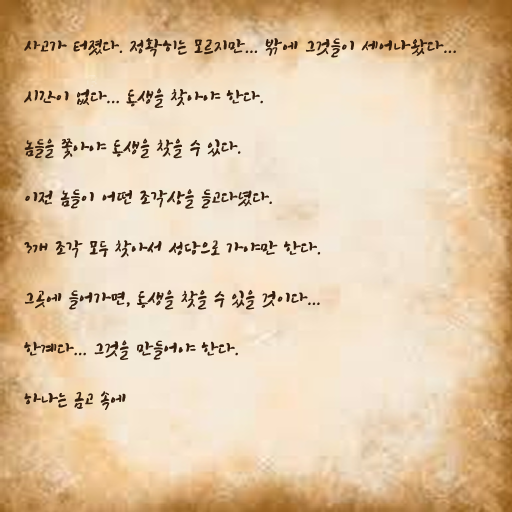 사고가 터졌다. 정확히는 모르지만... 밖에 그것들이 세어나왔다...
시간이 없다... 동생을 찾아야 한다.
놈들을 쫓아야 동생을 찾을 수 있다.
이전 놈들이 어떤 조각상을 들고다녔다.
3개 조각 모두 찾아서 성당으로 가야만 한다.
그곳에 들어가면, 동생을 찾을 수 있을 것이다...
한계다... 그것을 만들어야 한다.
하나는 금고 속에